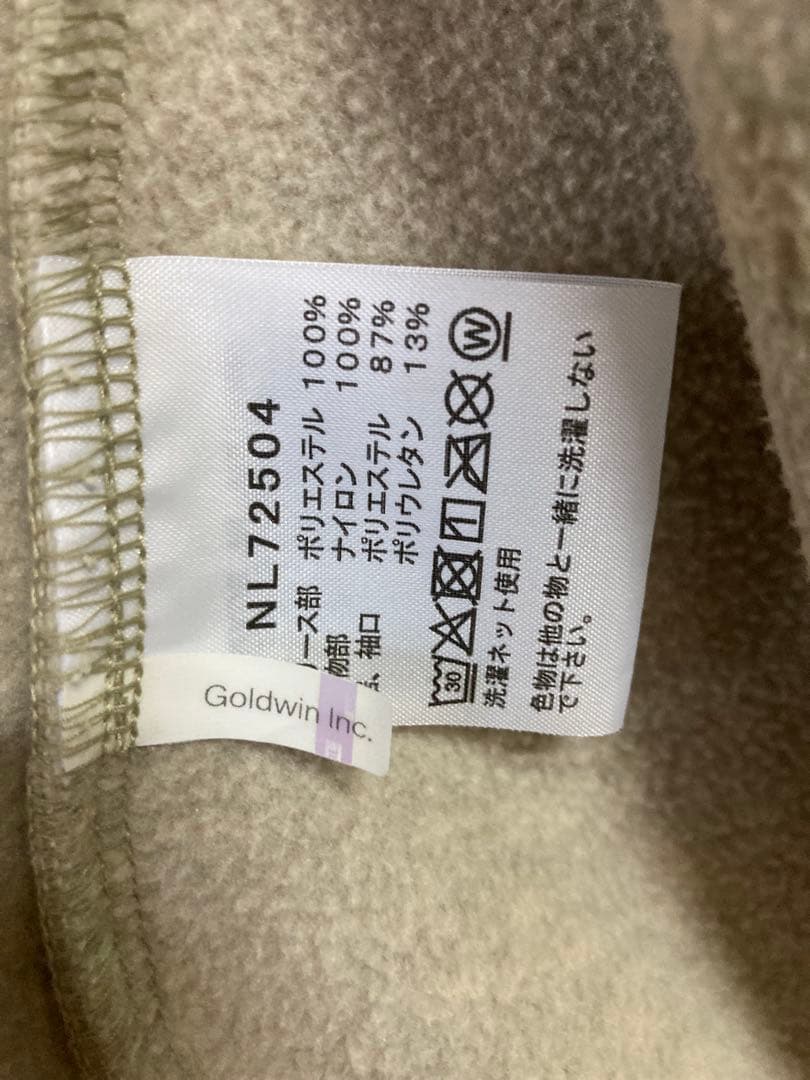 NL72504
ース部 ポリエステル 100%
物部 ナイロン 100%
袖口 ポリエステル 87%
ポリウレタン 13%
30 W
洗濯ネット使用
色物は他の物と一緒に洗濯しない
で下さい。
Goldwin Inc.